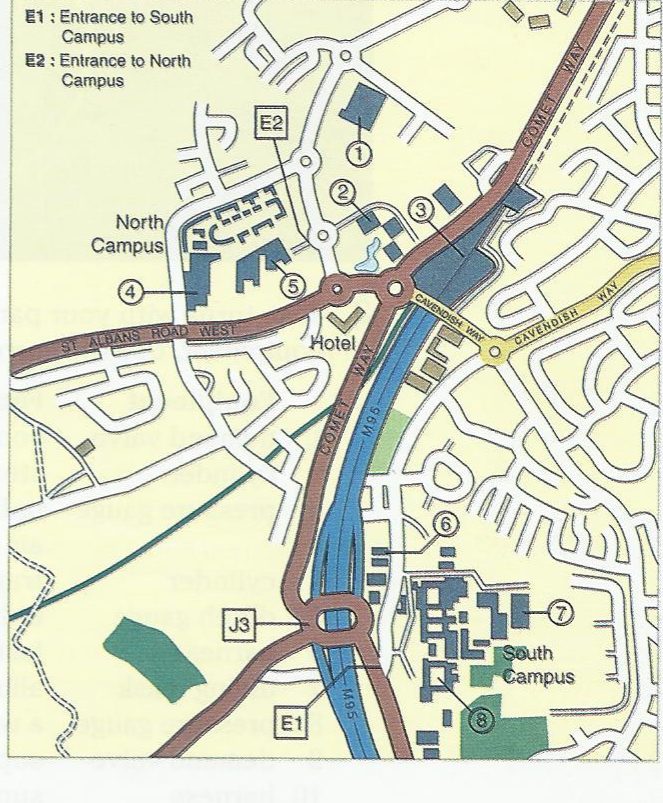 E1 : Entrance to South
Campus
E2 : Entrance to North
Campus
COMET WAY
E2
1
2
3
North
Campus
4
5
ST ALBANS ROAD WEST
Hotel
CAVENDISH WAY
CAVENDISH WAY
COMET WAY
M95
6
7
J3
South
Campus
8
E1
M95